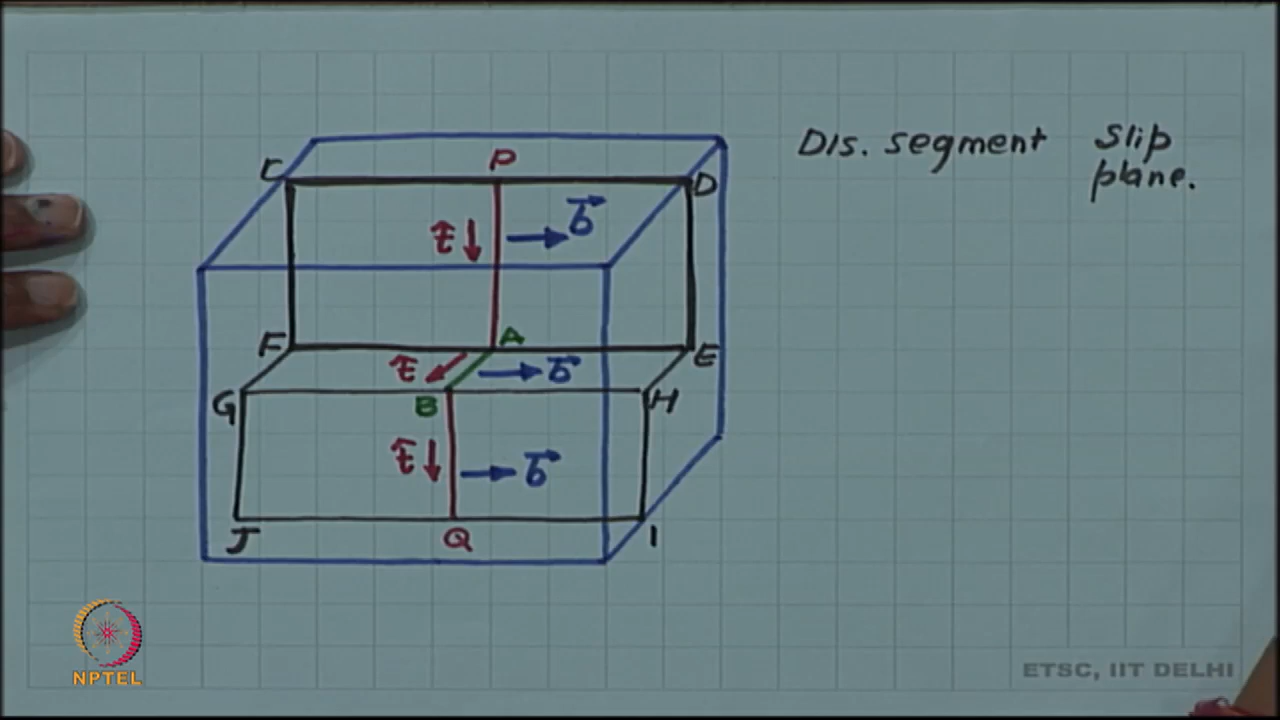 Dis. segment Slip
plane.
C P D
t̂ ↓ → b⃗
F A E
t̂ → b⃗
G B H
t̂ ↓ → b⃗
J Q I
NPTEL
ETSC, IIT DELHI